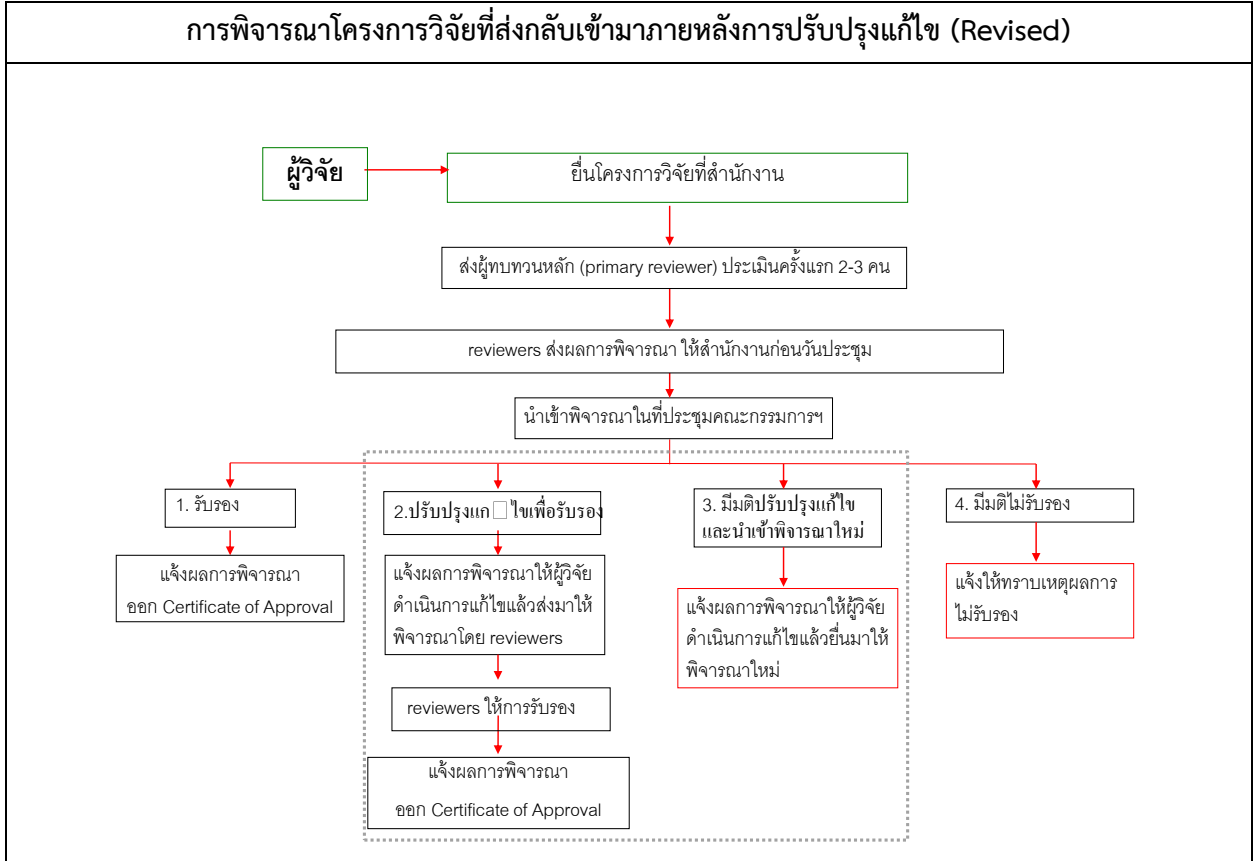 การพิจารณาโครงการวิจัยที่ส่งกลับเข้ามาภายหลังการปรับปรุงแก้ไข (Revised)
ผู้วิจัย
ยื่นโครงการวิจัยที่สำนักงาน
ส่งผู้ทบทวนหลัก (primary reviewer) ประเมินครั้งแรก 2-3 คน
reviewers ส่งผลการพิจารณา ให้สำนักงานก่อนวันประชุม
นำเข้าพิจารณาในที่ประชุมคณะกรรมการฯ
1. รับรอง
แจ้งผลการพิจารณา
ออก Certificate of Approval
2.ปรับปรุงแก□ไขเพื่อรับรอง
แจ้งผลการพิจารณาให้ผู้วิจัย
ดำเนินการแก้ไขแล้วส่งมาให้
พิจารณาโดย reviewers
reviewers ให้การรับรอง
แจ้งผลการพิจารณา
ออก Certificate of Approval
3. มีมติปรับปรุงแก้ไข
และนำเข้าพิจารณาใหม่
แจ้งผลการพิจารณาให้ผู้วิจัย
ดำเนินการแก้ไขแล้วยื่นมาให้
พิจารณาใหม่
4. มีมติไม่รับรอง
แจ้งให้ทราบเหตุผลการ
ไม่รับรอง